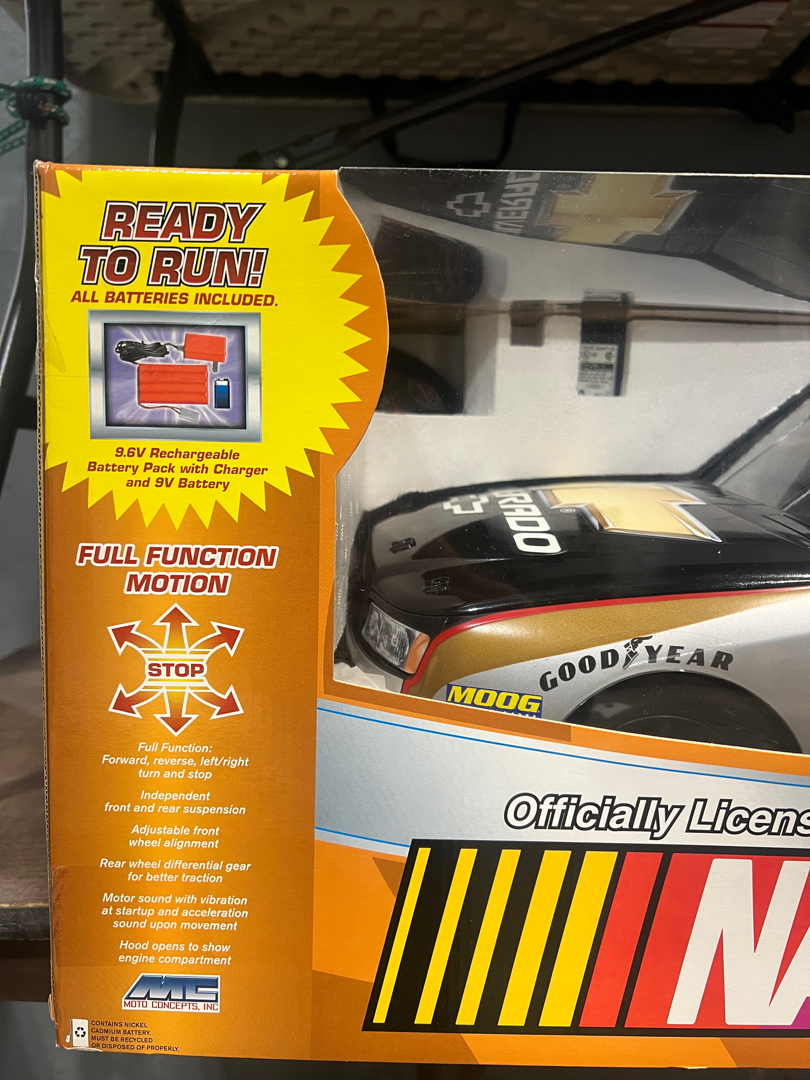 READY
TO RUN!
ALL BATTERIES INCLUDED.
9.6V Rechargeable
Battery Pack with Charger
and 9V Battery
FULL FUNCTION
MOTION
STOP
Full Function:
Forward, reverse, left/right
turn and stop
Independent
front and rear suspension
Adjustable front
wheel alignment
Rear wheel differential gear
for better traction
Motor sound with vibration
at startup and acceleration
sound upon movement
Hood opens to show
engine compartment
MC
MOTO CONCEPTS, INC
CONTAINS NICKEL
CADMIUM BATTERY.
MUST BE RECYCLED
OR DISPOSED OF PROPERLY.
VERAD
RADO
®
GOOD YEAR
MOOG
Officially Licens
NA